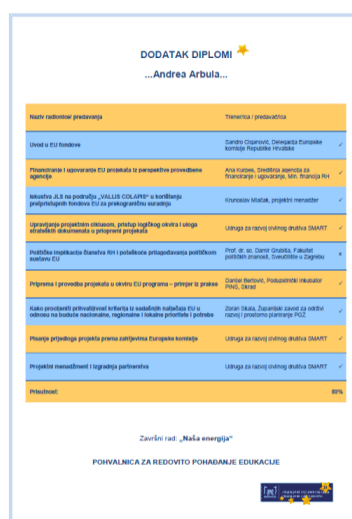 DODATAK DIPLOMI
...Andrea Arbula...
Naziv radionice/ predavanja
Trener/ica / predavač/ica
Uvod u EU fondove
Sandro Ciganović, Delegacija Europske
komisije Republike Hrvatske
✓
Financiranje i ugovaranje EU projekata iz perspektive provedbene
agencije
Ana Kurpes, Središnja agencija za
financiranje i ugovaranje, Min. financija RH
✓
Iskustva JLS na području „VALLIS COLAPIS“ u korištenju
pretpristupnih fondova EU za prekograničnu suradnju
Krunoslav Mlačak, projektni menadžer
✓
Upravljanje projektnim ciklusom, pristup logičkog okvira i uloga
strateških dokumenata u pripremi projekata
Udruga za razvoj civilnog društva SMART
✓
Političke implikacije članstva RH i poteškoće prilagođavanja političkom
sustavu EU
Prof. dr. sc. Damir Grubiša, Fakultet
političkih znanosti, Sveučilište u Zagrebu
x
Priprema i provedba projekata u okviru EU programa – primjer iz prakse
Daniel Bertović, Poduzetnički inkubator
PINS, Skrad
✓
Kako procijeniti prihvatljivost kriterija iz sadašnjih natječaja EU u
odnosu na buduće nacionalne, regionalne i lokalne prioritete i potrebe
Zoran Skala, Županijski zavod za održivi
razvoj i prostorno planiranje PGŽ
✓
Pisanje prijedloga projekta prema zahtjevima Europske komisije
Udruga za razvoj civilnog društva SMART
✓
Projektni menadžment i izgradnja partnerstva
Udruga za razvoj civilnog društva SMART
✓
Prisutnost:
89%
Završni rad: „Naša energija“
POHVALNICA ZA REDOVITO POHAĐANJE EDUKACIJE